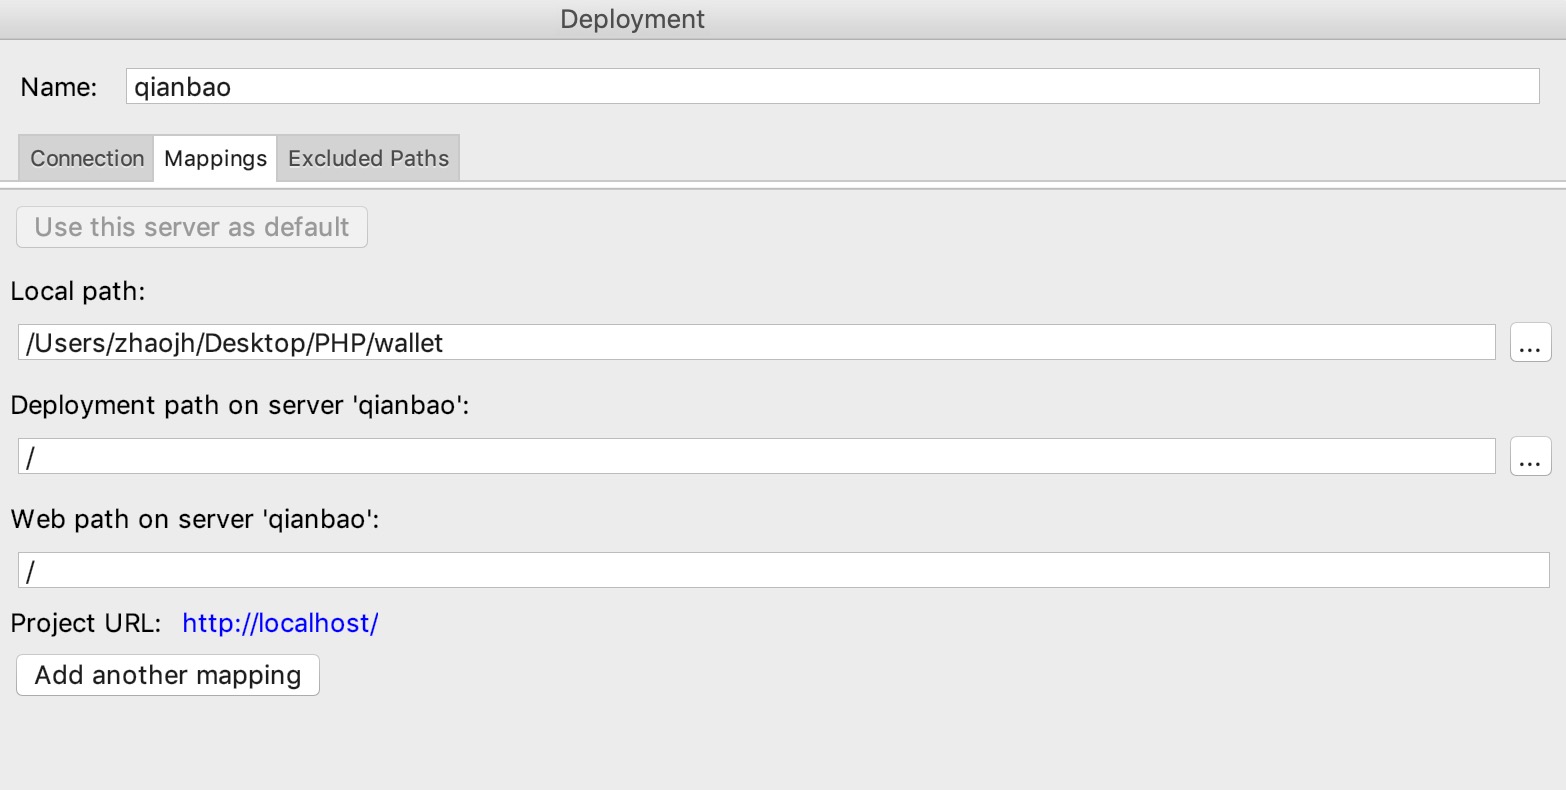 Deployment
Name: qianbao
Connection Mappings Excluded Paths
Use this server as default
Local path:
/Users/zhaojh/Desktop/PHP/wallet ...
Deployment path on server 'qianbao':
/ ...
Web path on server 'qianbao':
/
Project URL: http://localhost/
Add another mapping